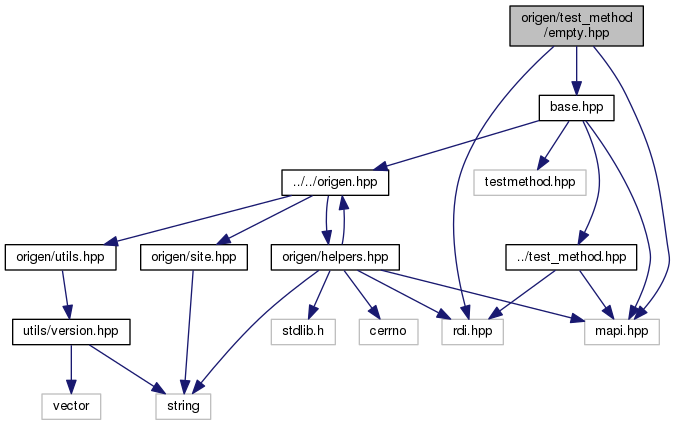 origen/test_method
/empty.hpp
base.hpp
../../origen.hpp
testmethod.hpp
origen/utils.hpp
origen/site.hpp
origen/helpers.hpp
../test_method.hpp
utils/version.hpp
stdlib.h
cerrno
rdi.hpp
mapi.hpp
vector
string